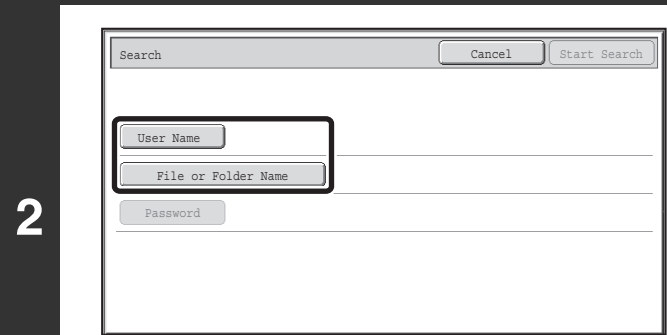 Search Cancel Start Search
User Name
File or Folder Name
2
Password